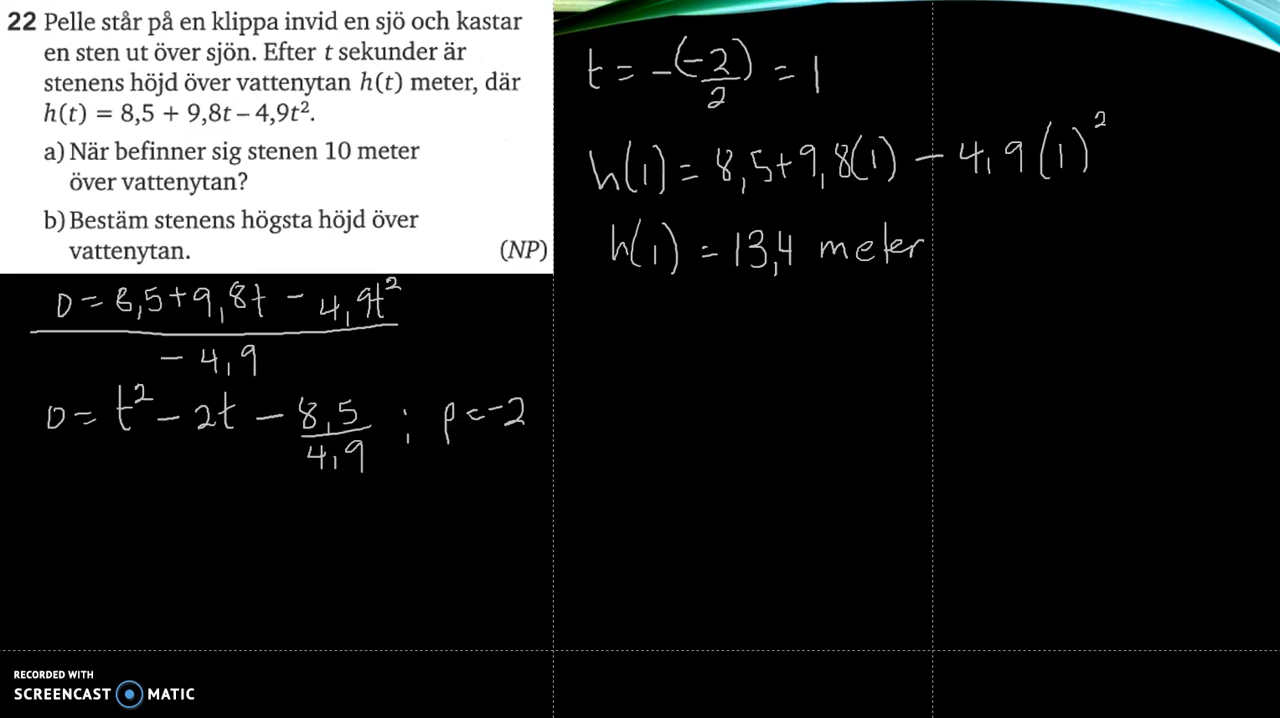 22 Pelle står på en klippa invid en sjö och kastar
en sten ut över sjön. Efter t sekunder är
stenens höjd över vattenytan h(t) meter, där
h(t) = 8,5 + 9,8t – 4,9t².
a) När befinner sig stenen 10 meter
över vattenytan?
b) Bestäm stenens högsta höjd över
vattenytan.
(NP)
0 = 8,5 + 9,8t - 4,9t²
- 4,9
0 = t² - 2t - 8,5/4,9 ; p = -2
t = -(-2)/2 = 1
h(1) = 8,5 + 9,8(1) - 4,9(1)²
h(1) = 13,4 meter
RECORDED WITH
SCREENCAST MATIC